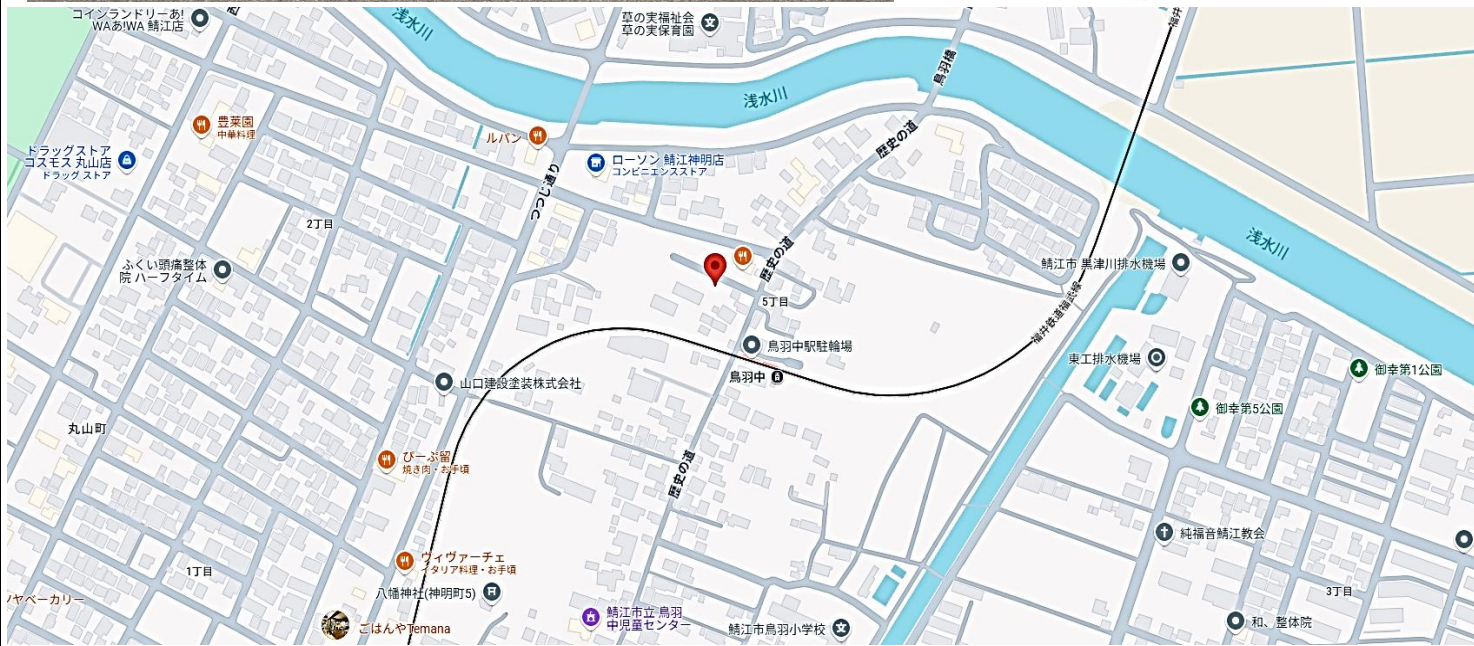 コインランドリーあ!
WAあ!WA 鯖江店
浅水川
草の実福祉会
草の実保育園
福井
鳥羽橋
浅水川
豊莱園
中華料理
ドラッグストア
コスモス 丸山店
ドラッグ ストア
ルパン
ローソン 鯖江神明店
コンビニエンスストア
歴史の道
つつじ通り
2丁目
浅水川
ふくい頭痛整体
院 ハーフタイム
歴史の道
鯖江市 黒津川排水機場
5丁目
福井鉄道福武線
鳥羽中駅駐輪場
東工排水機場
鳥羽中
御幸第1公園
山口建設塗装株式会社
御幸第5公園
丸山町
びーぷ留
焼き肉・お手頃
歴史の道
純福音鯖江教会
ヴィヴァーチェ
イタリア料理・お手頃
1丁目
八幡神社(神明町5)
3丁目
ツヤベーカリー
鯖江市立 鳥羽
中児童センター
ごはんやTemana
鯖江市鳥羽小学校
和、整体院